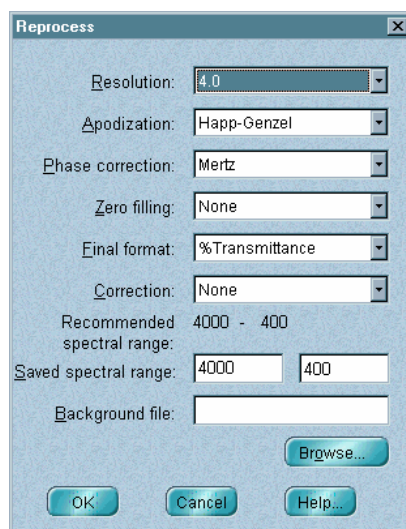 Reprocess
Resolution: 4.0
Apodization: Happ-Genzel
Phase correction: Mertz
Zero filling: None
Final format: %Transmittance
Correction: None
Recommended 4000 - 400
spectral range:
Saved spectral range: 4000 400
Background file:
Browse...
OK Cancel Help...